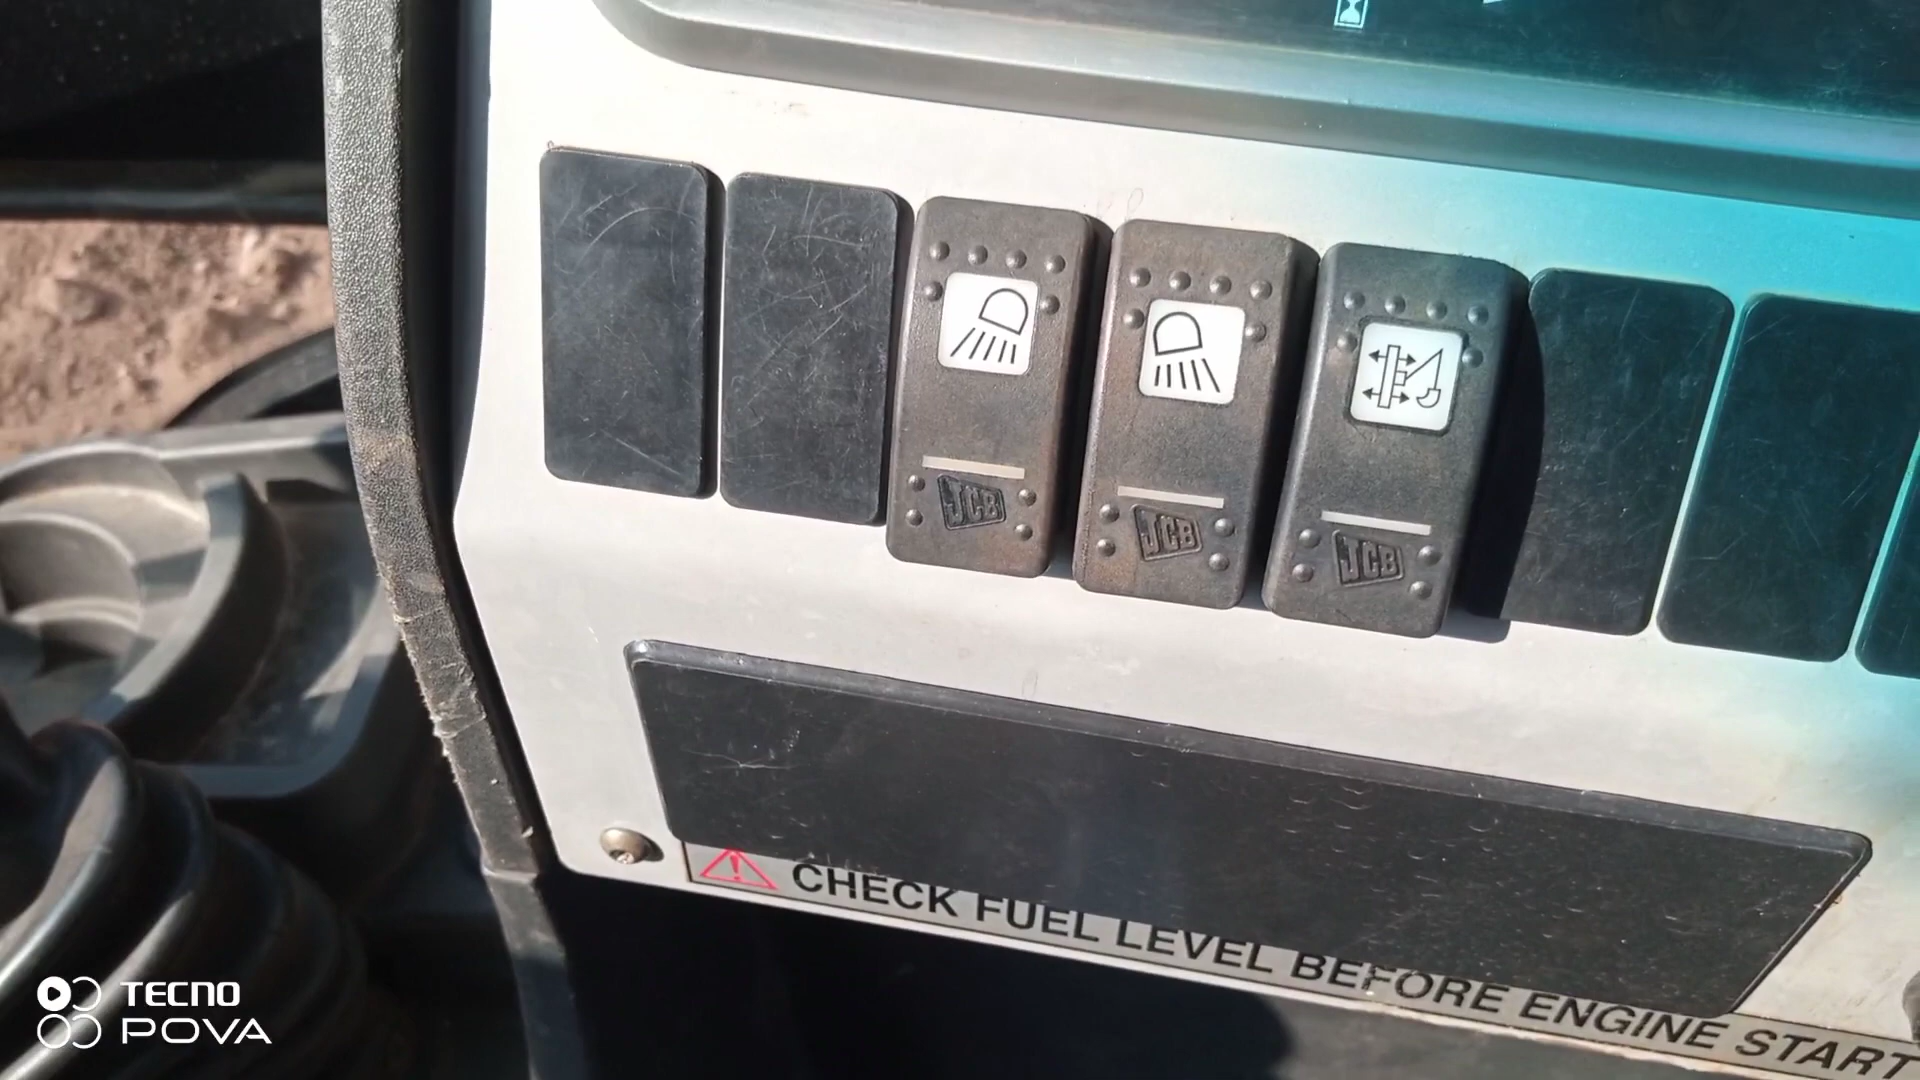 JCB
JCB
JCB
CHECK FUEL LEVEL BEFORE ENGINE START
TECNO
POVA